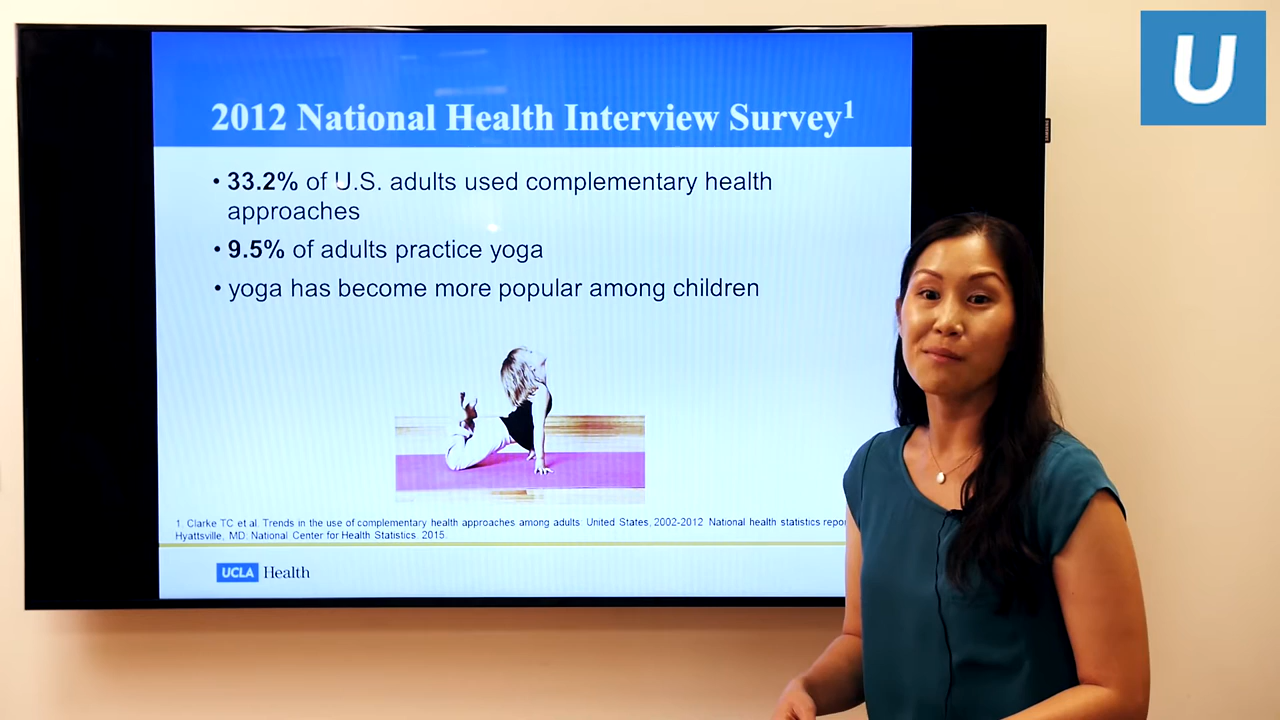 U
2012 National Health Interview Survey1
• 33.2% of U.S. adults used complementary health
approaches
• 9.5% of adults practice yoga
• yoga has become more popular among children
1. Clarke TC et al. Trends in the use of complementary health approaches among adults: United States, 2002-2012. National health statistics
Hyattsville, MD. National Center for Health Statistics. 2015.
UCLA Health